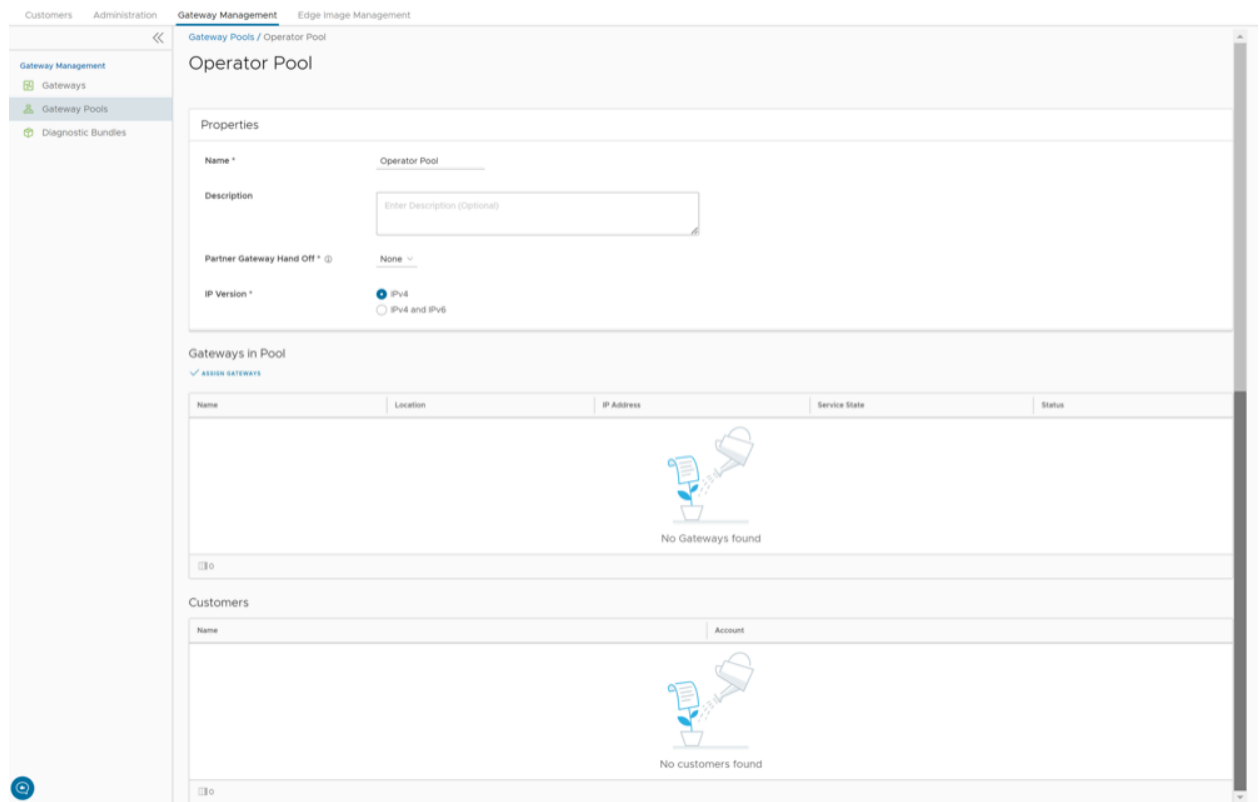 Customers Administration Gateway Management Edge Image Management
Gateway Pools / Operator Pool
Gateway Management
Operator Pool
Gateways
Gateway Pools
Diagnostic Bundles
Properties
Name * Operator Pool
Description Enter Description (Optional)
Partner Gateway Hand Off * None
IP Version * IPv4
IPv4 and IPv6
Gateways in Pool
ASSIGN GATEWAYS
Name Location IP Address Service State Status
No Gateways found
0
Customers
Name Account
No customers found
0